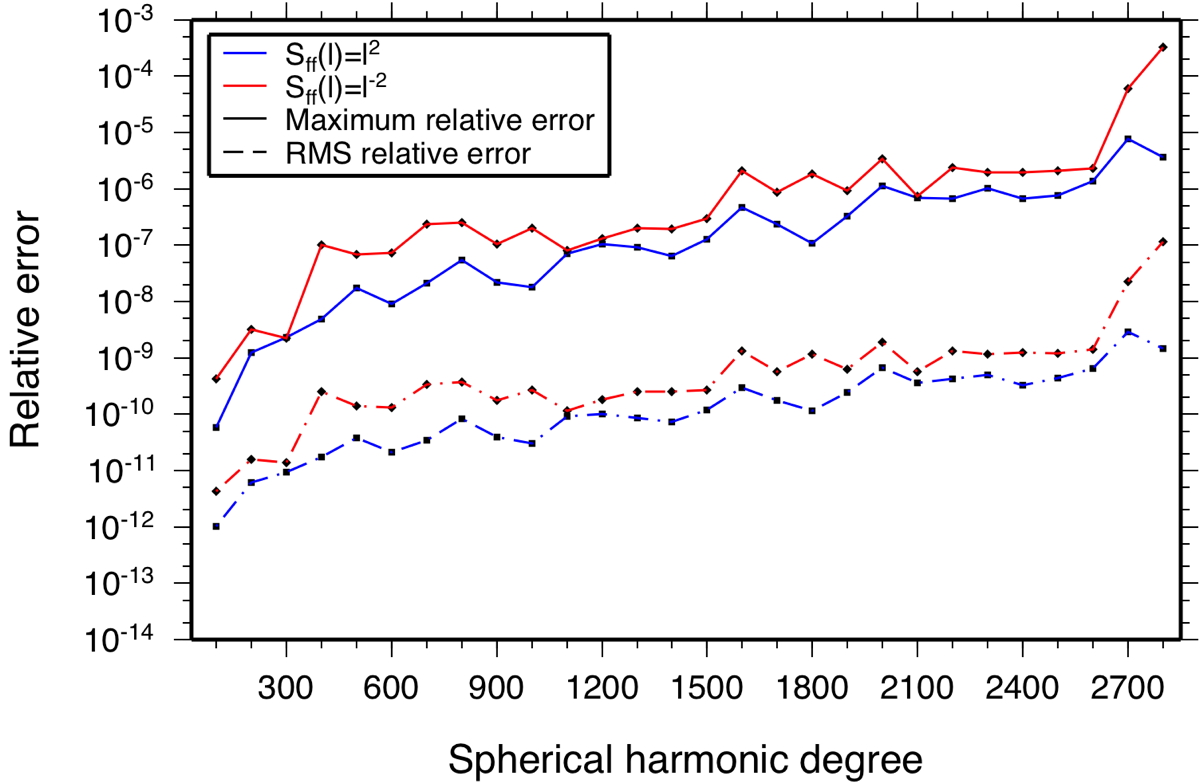 10⁻³
10⁻⁴
10⁻⁵
10⁻⁶
10⁻⁷
10⁻⁸
10⁻⁹
10⁻¹⁰
10⁻¹¹
10⁻¹²
10⁻¹³
10⁻¹⁴
Relative error
S_ff(l)=l²
S_ff(l)=l⁻²
Maximum relative error
RMS relative error
300 600 900 1200 1500 1800 2100 2400 2700
Spherical harmonic degree